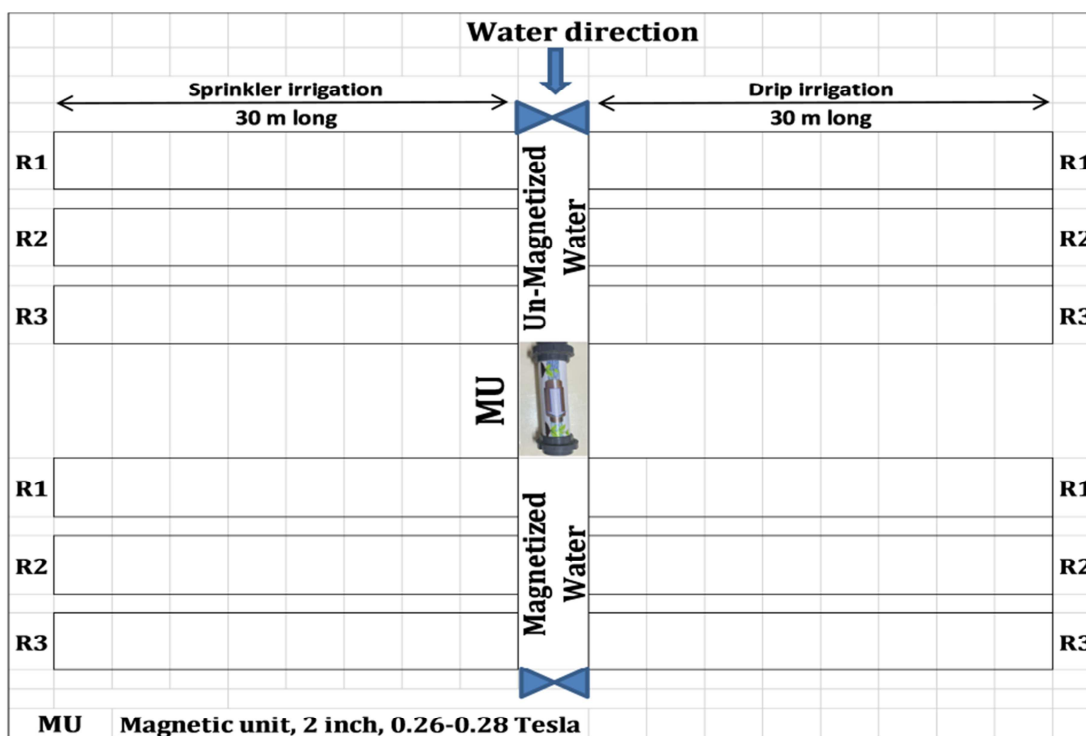 Water direction
Sprinkler irrigation
Drip irrigation
30 m long
30 m long
R1
R1
R2
R2
R3
R3
Un-Magnetized
Water
MU
R1
R1
R2
R2
R3
R3
Magnetized
Water
MU Magnetic unit, 2 inch, 0.26-0.28 Tesla